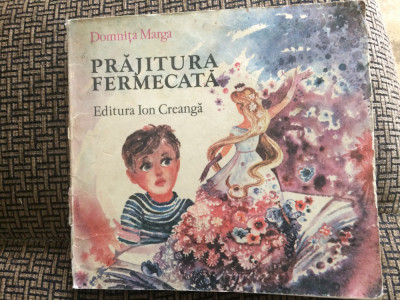 Domnița Marga
PRĂJITURA
FERMECATĂ
Editura Ion Creangă